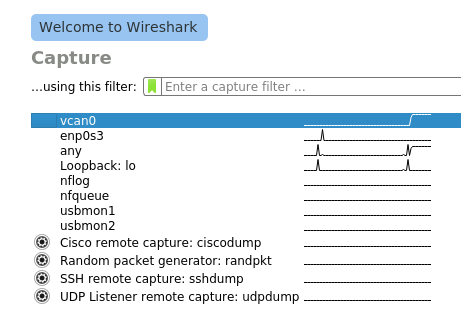 Welcome to Wireshark
Capture
...using this filter: Enter a capture filter ...
vcan0
enp0s3
any
Loopback: lo
nflog
nfqueue
usbmon1
usbmon2
Cisco remote capture: ciscodump
Random packet generator: randpkt
SSH remote capture: sshdump
UDP Listener remote capture: udpdump